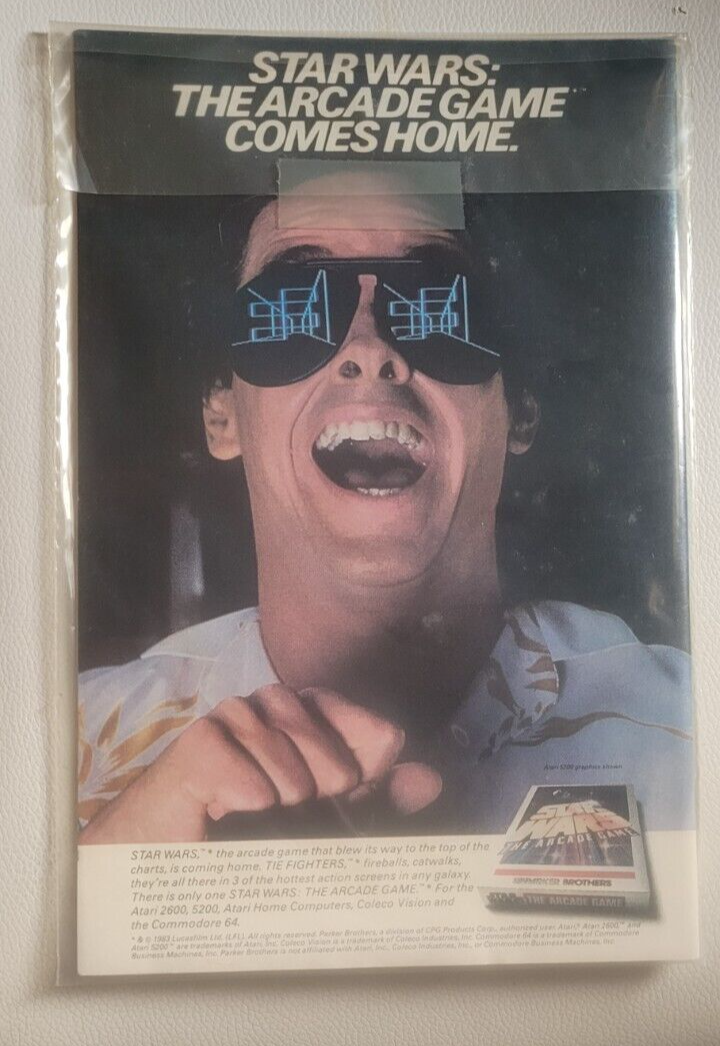 STAR WARS:
THE ARCADE GAME™
COMES HOME.
Atari 5200 graphics shown.
STAR WARS,™* the arcade game that blew its way to the top of the
charts, is coming home. TIE FIGHTERS,™* fireballs, catwalks,
they're all there in 3 of the hottest action screens in any galaxy.
There is only one STAR WARS: THE ARCADE GAME.™* For the
Atari 2600, 5200, Atari Home Computers, Coleco Vision and
the Commodore 64.
STAR
WARS
THE ARCADE GAME
PARKER BROTHERS
THE ARCADE GAME
* & © 1983 Lucasfilm Ltd. (LFL). All rights reserved. Parker Brothers, a division of CPG Products Corp., authorized user. Atari,® Atari 2600,™ and
Atari 5200™ are trademarks of Atari, Inc. Coleco Vision is a trademark of Coleco Industries, Inc. Commodore 64 is a trademark of Commodore
Business Machines, Inc. Parker Brothers is not affiliated with Atari, Inc., Coleco Industries, Inc., or Commodore Business Machines, Inc.